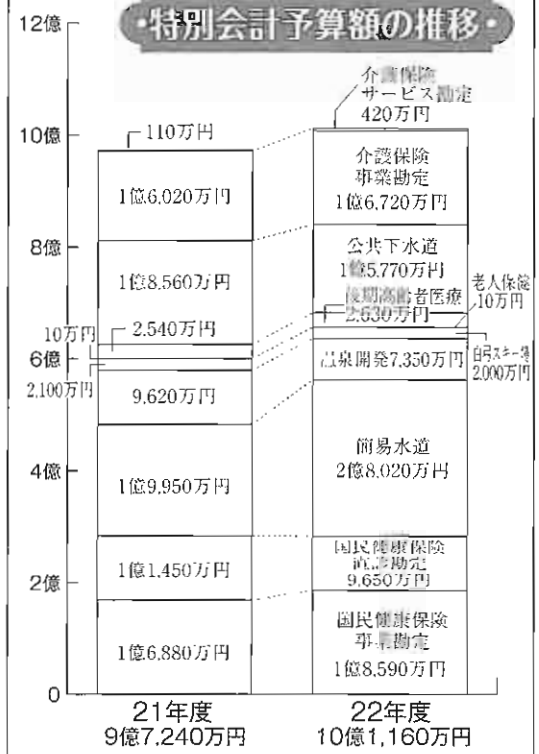 ・特別会計予算額の推移・
12億
10億
8億
6億
4億
2億
0
110万円
1億6,020万円
1億8,560万円
2,540万円
10万円
2,100万円
9,620万円
1億9,950万円
1億1,450万円
1億6,880万円
21年度
9億7,240万円
介護保険
サービス勘定
420万円
介護保険
事業勘定
1億6,720万円
公共下水道
1億5,770万円
後期高齢者医療
2,630万円
老人保健
10万円
白弓スキー場
2,000万円
温泉開発7,350万円
簡易水道
2億8,020万円
国民健康保険
直診勘定
9,650万円
国民健康保険
事業勘定
1億8,590万円
22年度
10億1,160万円